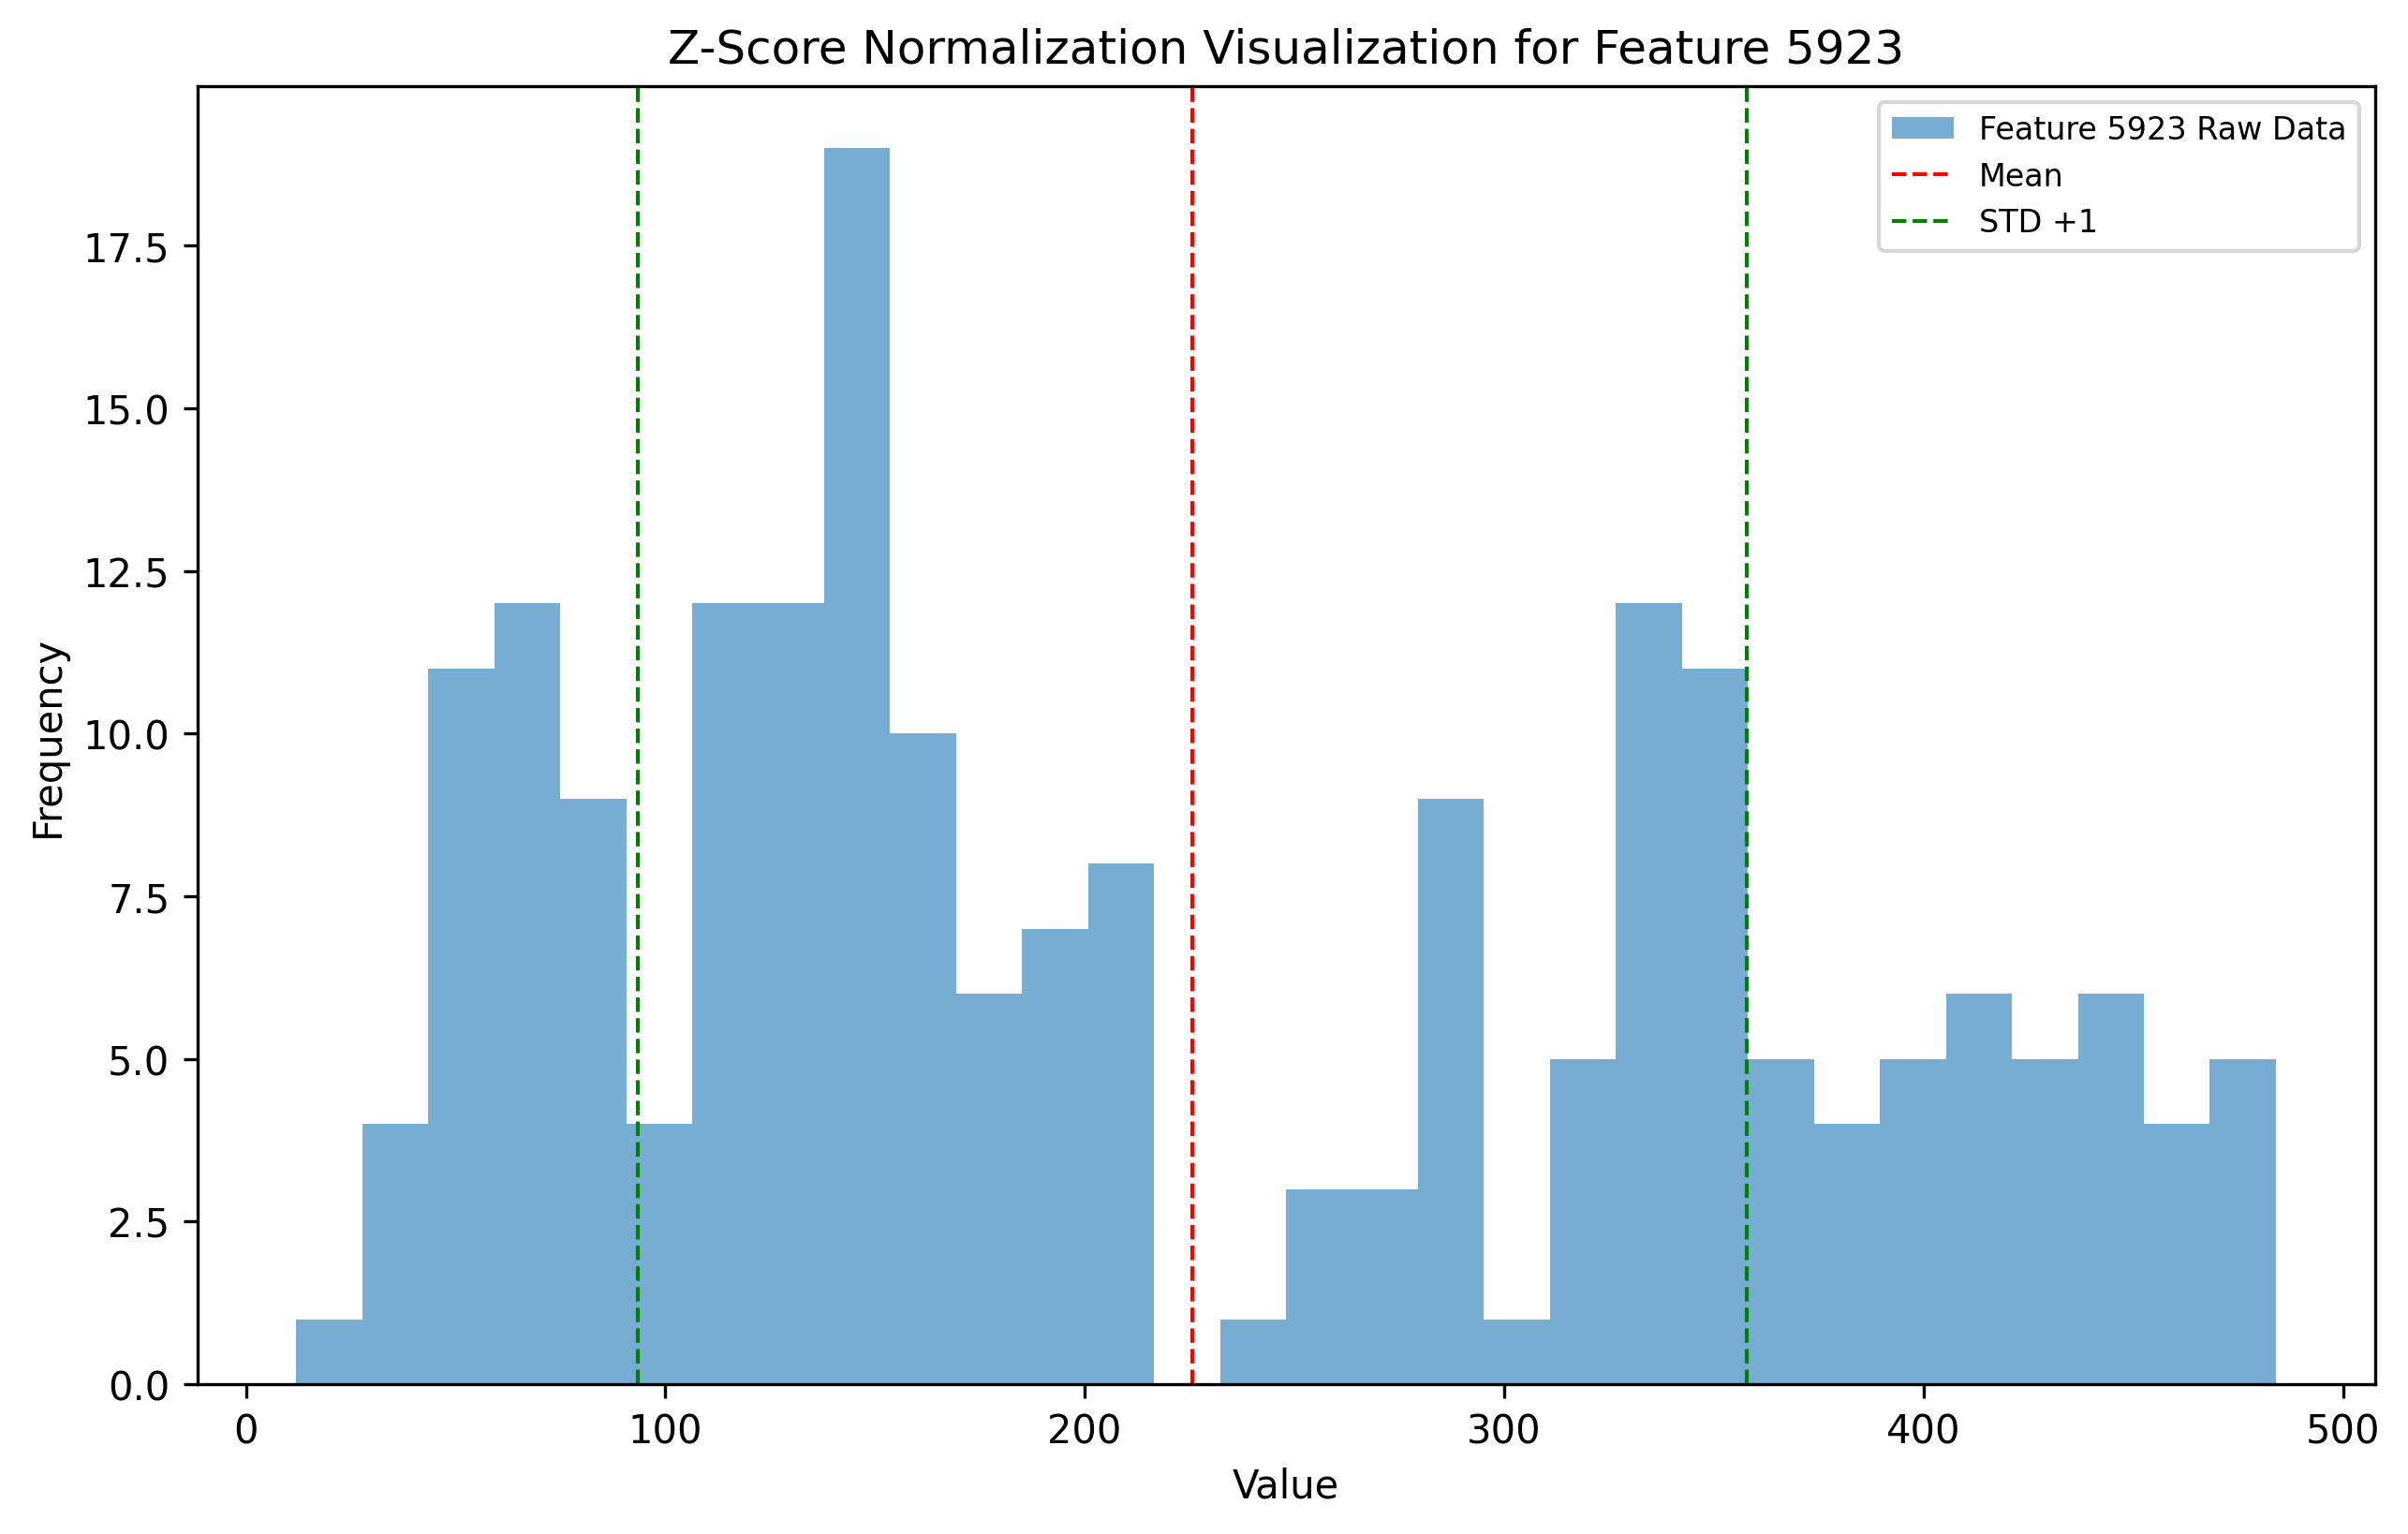 Z-Score Normalization Visualization for Feature 5923
Feature 5923 Raw Data
Mean
STD +1
17.5
15.0
12.5
10.0
7.5
5.0
2.5
0.0
Frequency
0 100 200 300 400 500
Value